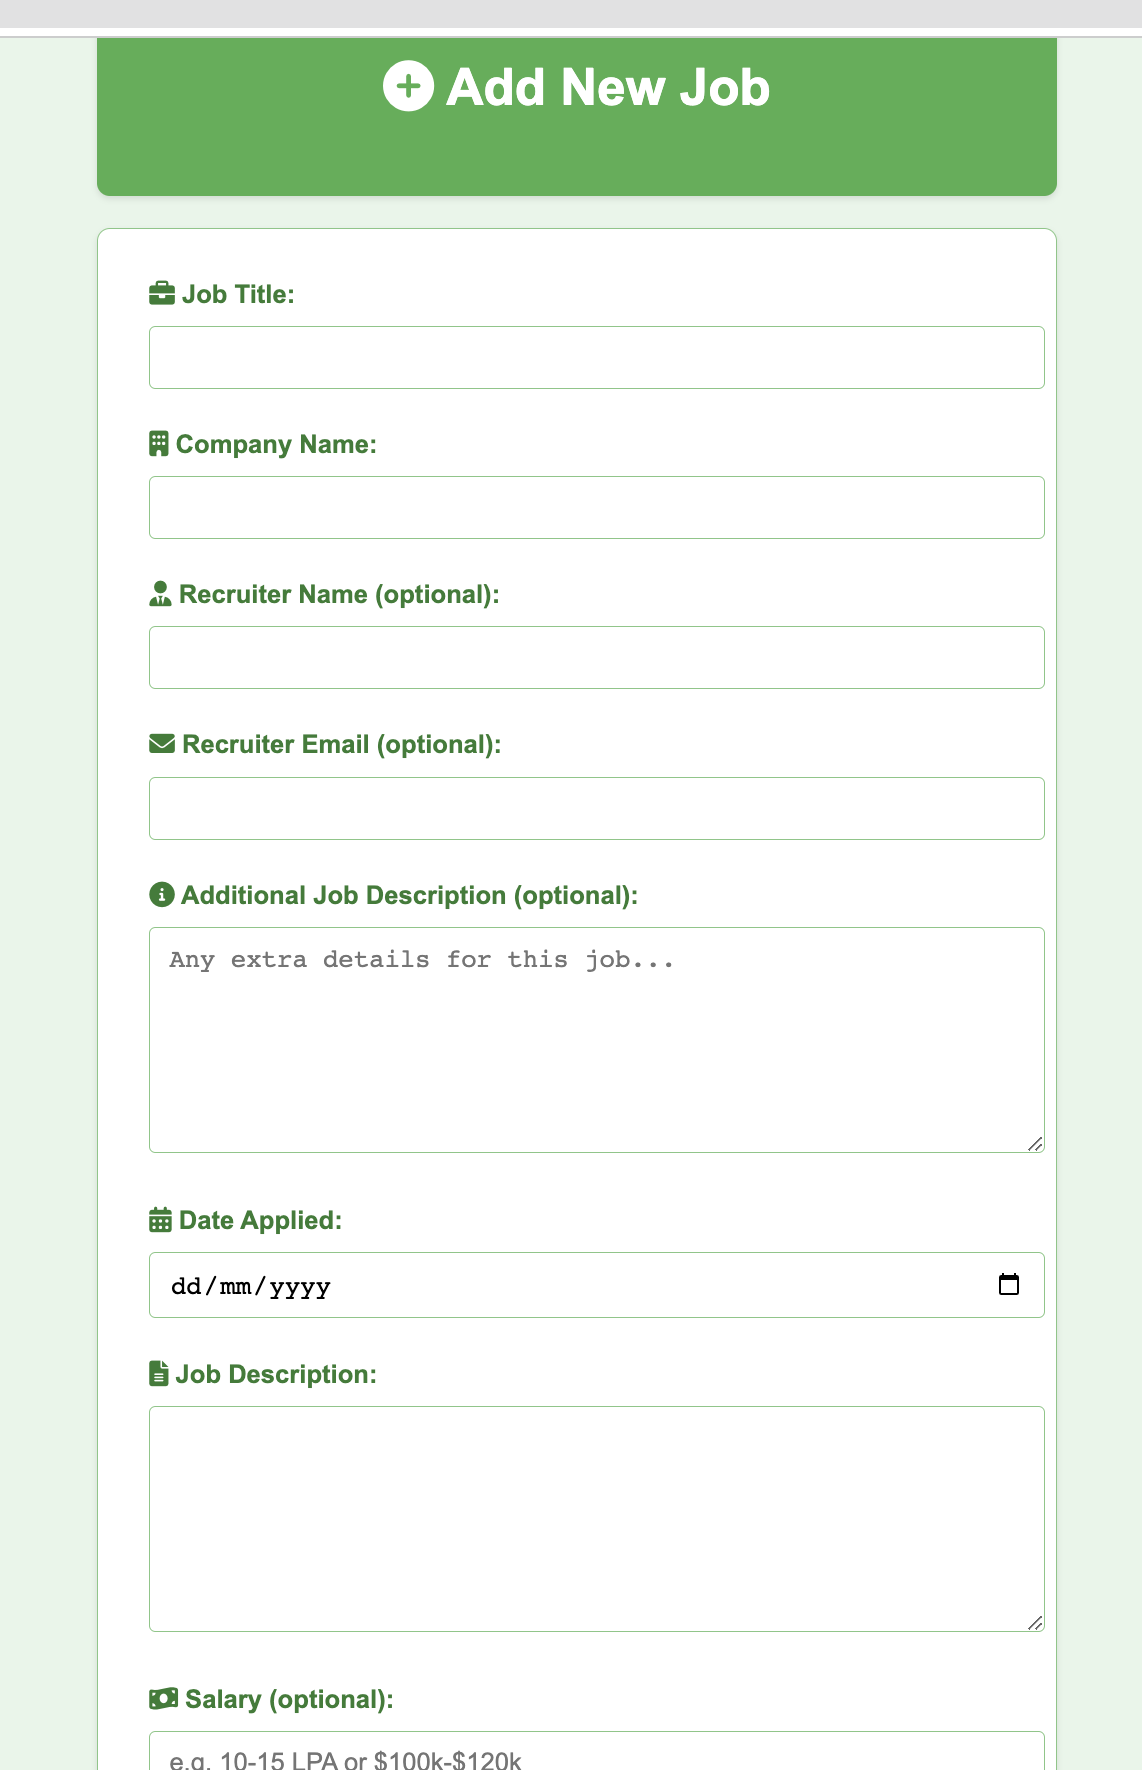 Add New Job
Job Title:
Company Name:
Recruiter Name (optional):
Recruiter Email (optional):
Additional Job Description (optional):
Any extra details for this job...
Date Applied:
dd/mm/yyyy
Job Description:
Salary (optional):
e.g. 10-15 LPA or $100k-$120k